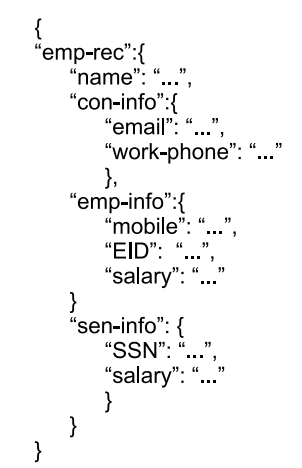 {
“emp-rec”:{
“name”: “...”,
“con-info”:{
“email”: “...”,
“work-phone”: “...”
},
“emp-info”:{
“mobile”: “...”,
“EID”: “...”,
“salary”: “...”
}
“sen-info”: {
“SSN”: “...”,
“salary”: “...”
}
}
}